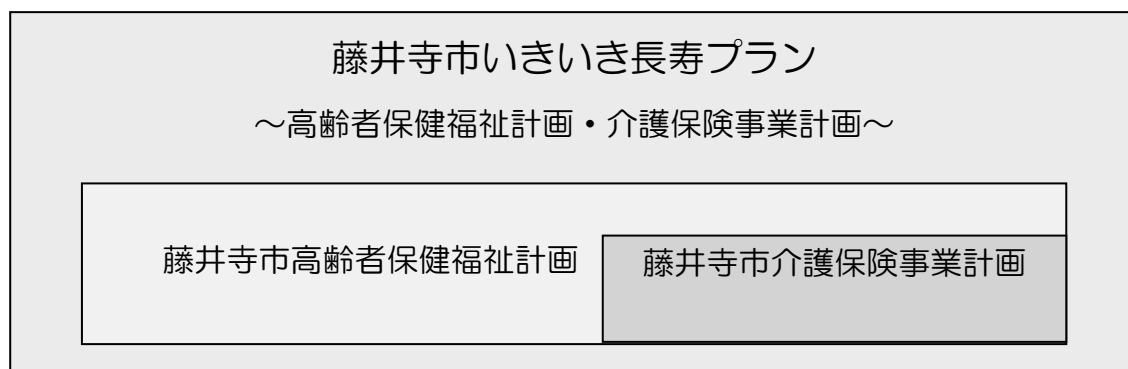 藤井寺市いきいき長寿プラン
～高齢者保健福祉計画・介護保険事業計画～
藤井寺市高齢者保健福祉計画
藤井寺市介護保険事業計画